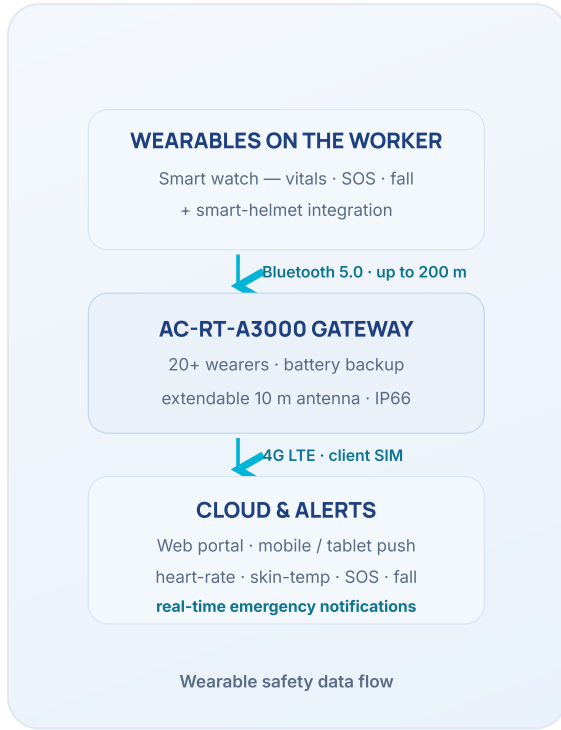 WEARABLES ON THE WORKER
Smart watch — vitals · SOS · fall
+ smart-helmet integration
Bluetooth 5.0 · up to 200 m
AC-RT-A3000 GATEWAY
20+ wearers · battery backup
extendable 10 m antenna · IP66
4G LTE · client SIM
CLOUD & ALERTS
Web portal · mobile / tablet push
heart-rate · skin-temp · SOS · fall
real-time emergency notifications
Wearable safety data flow